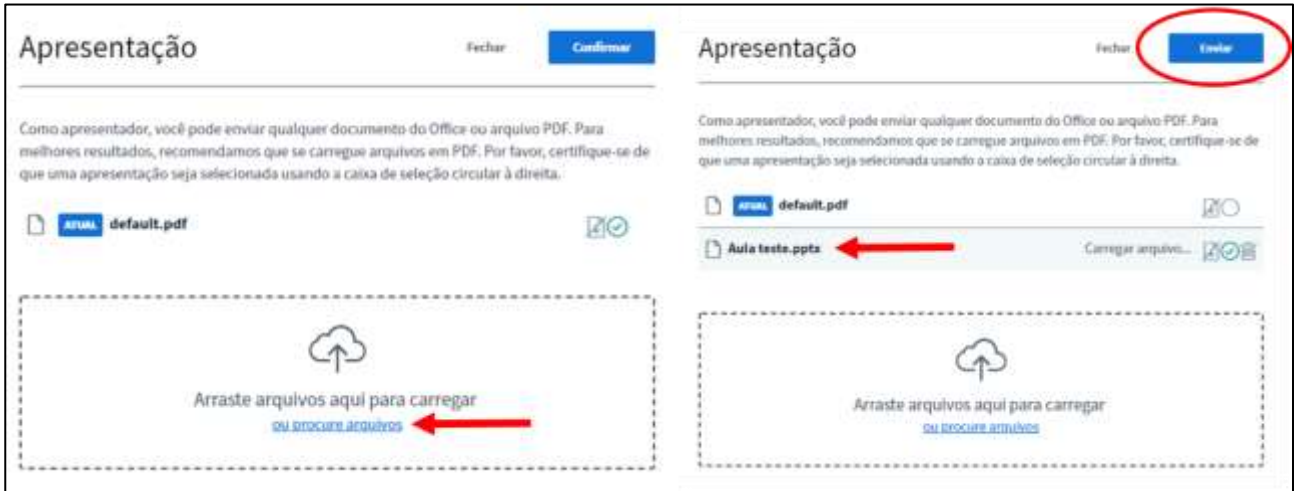 Apresentação
Fechar
Confirmar
Como apresentador, você pode enviar qualquer documento do Office ou arquivo PDF. Para
melhores resultados, recomendamos que se carregue arquivos em PDF. Por favor, certifique-se de
que uma apresentação seja selecionada usando a caixa de seleção circular à direita.
ATUAL default.pdf
Arraste arquivos aqui para carregar
ou procure arquivos
Apresentação
Fechar
Enviar
Como apresentador, você pode enviar qualquer documento do Office ou arquivo PDF. Para
melhores resultados, recomendamos que se carregue arquivos em PDF. Por favor, certifique-se de
que uma apresentação seja selecionada usando a caixa de seleção circular à direita.
ATUAL default.pdf
Aula teste.pptx Carregar arquivo...
Arraste arquivos aqui para carregar
ou procure arquivos